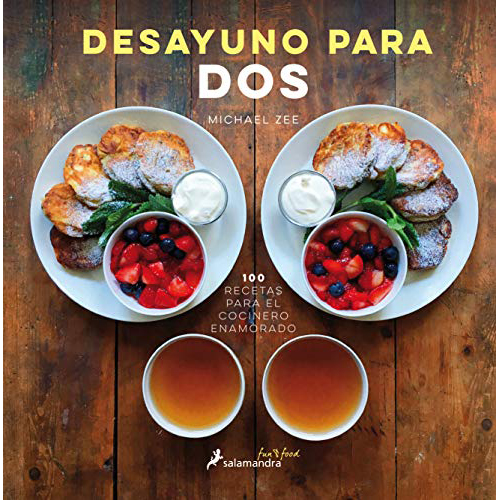 DESAYUNO PARA
DOS
MICHAEL ZEE
100
RECETAS
PARA EL
COCINERO
ENAMORADO
fun & food
salamandra